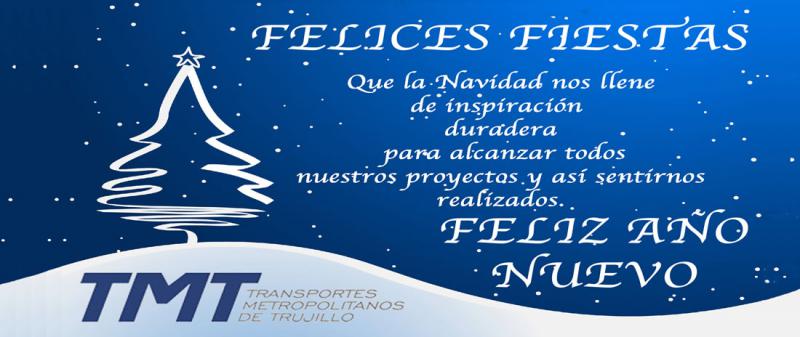 FELICES FIESTAS
Que la Navidad nos llene
de inspiración
duradera
para alcanzar todos
nuestros proyectos y así sentirnos
realizados.
FELIZ AÑO
NUEVO
TMT
TRANSPORTES
METROPOLITANOS
DE TRUJILLO